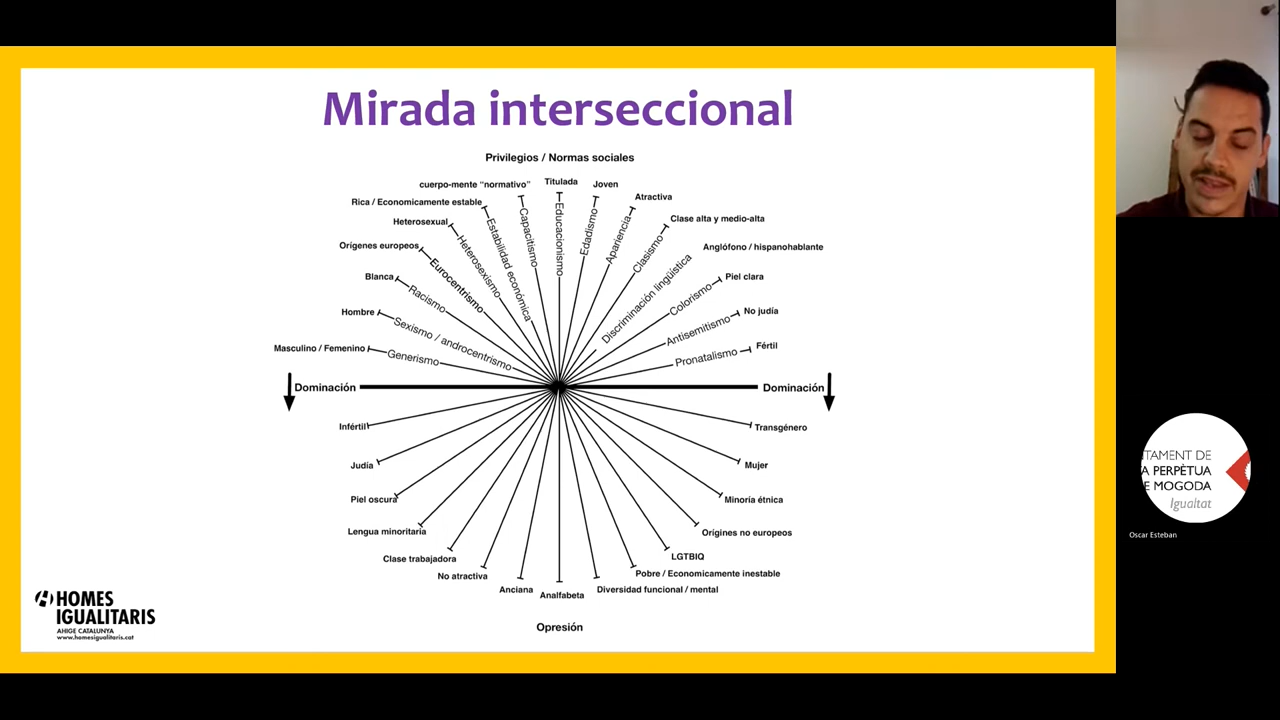 Mirada interseccional
Privilegios / Normas sociales
cuerpo-mente “normativo”
Titulada
Joven
Rica / Economicamente estable
Atractiva
Heterosexual
Clase alta y medio-alta
Orígenes europeos
Anglófono / hispanohablante
Blanca
Piel clara
Hombre
No judía
Masculino / Femenino
Fértil
Generismo
Sexismo / androcentrismo
Racismo
Eurocentrismo
Heterosexismo
Estabilidad económica
Capacitismo
Educacionismo
Edadismo
Apariencia
Clasismo
Discriminación lingüística
Colorismo
Antisemitismo
Pronatalismo
Dominación
Dominación
Infértil
Transgénero
Judía
Mujer
Piel oscura
Minoría étnica
Lengua minoritaria
Orígines no europeos
Clase trabajadora
LGTBIQ
No atractiva
Pobre / Economicamente inestable
Anciana
Analfabeta
Diversidad funcional / mental
Opresión
HOMES
IGUALITARIS
AHIGE CATALUNYA
www.homesigualitaris.cat
TAMENT DE
A PERPÈTUA
E MOGODA
Igualtat
Oscar Esteban